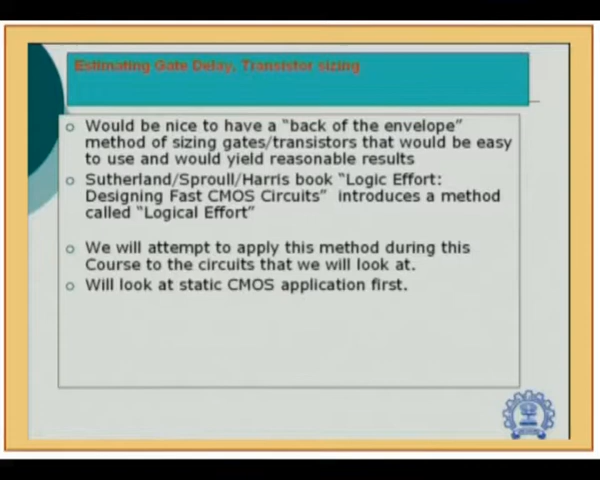 Estimating Gate Delay, Transistor sizing
Would be nice to have a "back of the envelope"
method of sizing gates/transistors that would be easy
to use and would yield reasonable results
Sutherland/Sproull/Harris book "Logic Effort:
Designing Fast CMOS Circuits" introduces a method
called "Logical Effort"
We will attempt to apply this method during this
Course to the circuits that we will look at.
Will look at static CMOS application first.